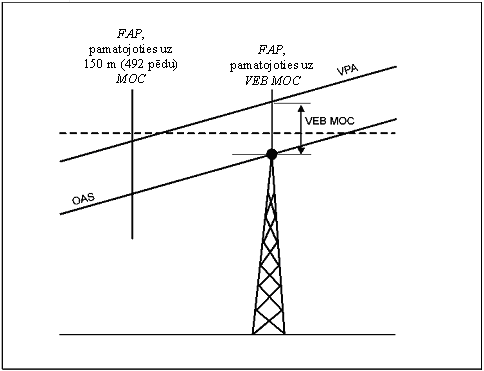 FAP,
pamatojoties uz
150 m (492 pēdu)
MOC
FAP,
pamatojoties uz
VEB MOC
VPA
VEB MOC
OAS